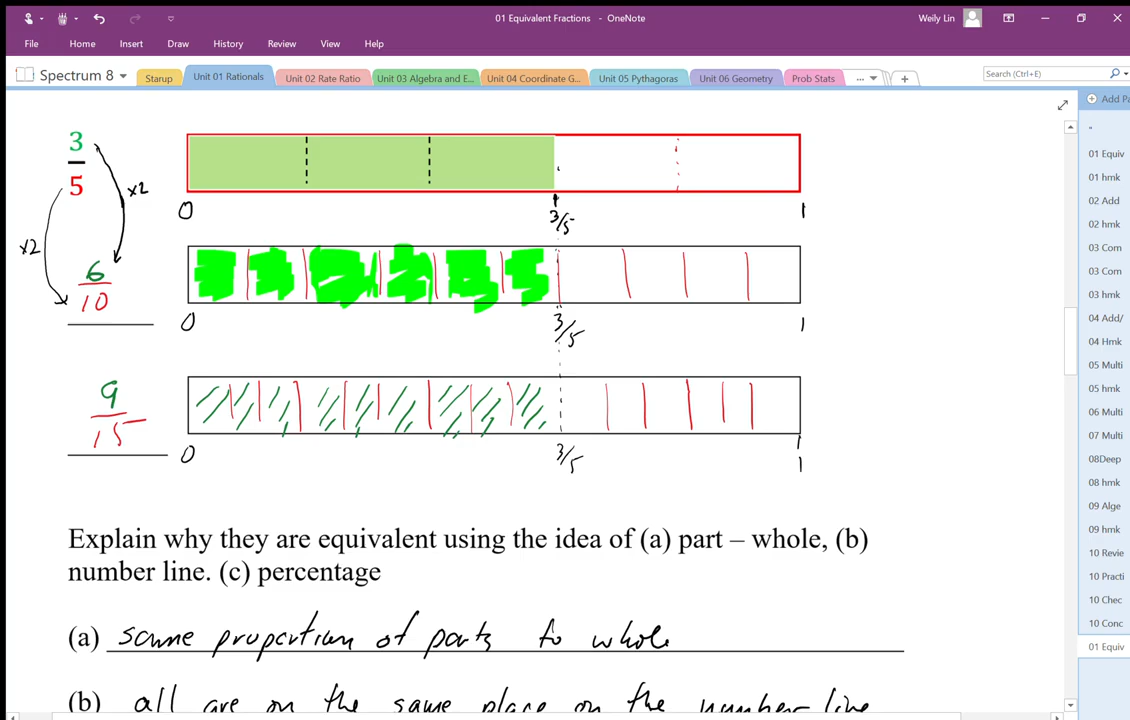 01 Equivalent Fractions - OneNote
Weily Lin
File Home Insert Draw History Review View Help
Spectrum 8
Starup
Unit 01 Rationals
Unit 02 Rate Ratio
Unit 03 Algebra and E...
Unit 04 Coordinate G...
Unit 05 Pythagoras
Unit 06 Geometry
Prob Stats
...
Search (Ctrl+E)
3
5
×2
×2
0
3/5
1
6
10
0
3/5
1
9
15
0
3/5
1
Explain why they are equivalent using the idea of (a) part – whole, (b)
number line. (c) percentage
(a) same proportion of parts to whole
(b) all are on the same place on the number line
Add Pa
01 Equiv
01 hmk
02 Add
02 hmk
03 Com
03 Com
03 hmk
04 Add/
04 Hmk
05 Multi
05 hmk
06 Multi
07 Multi
08Deep
08 hmk
09 Alge
09 hmk
10 Revie
10 Practi
10 Chec
10 Conc
01 Equiv